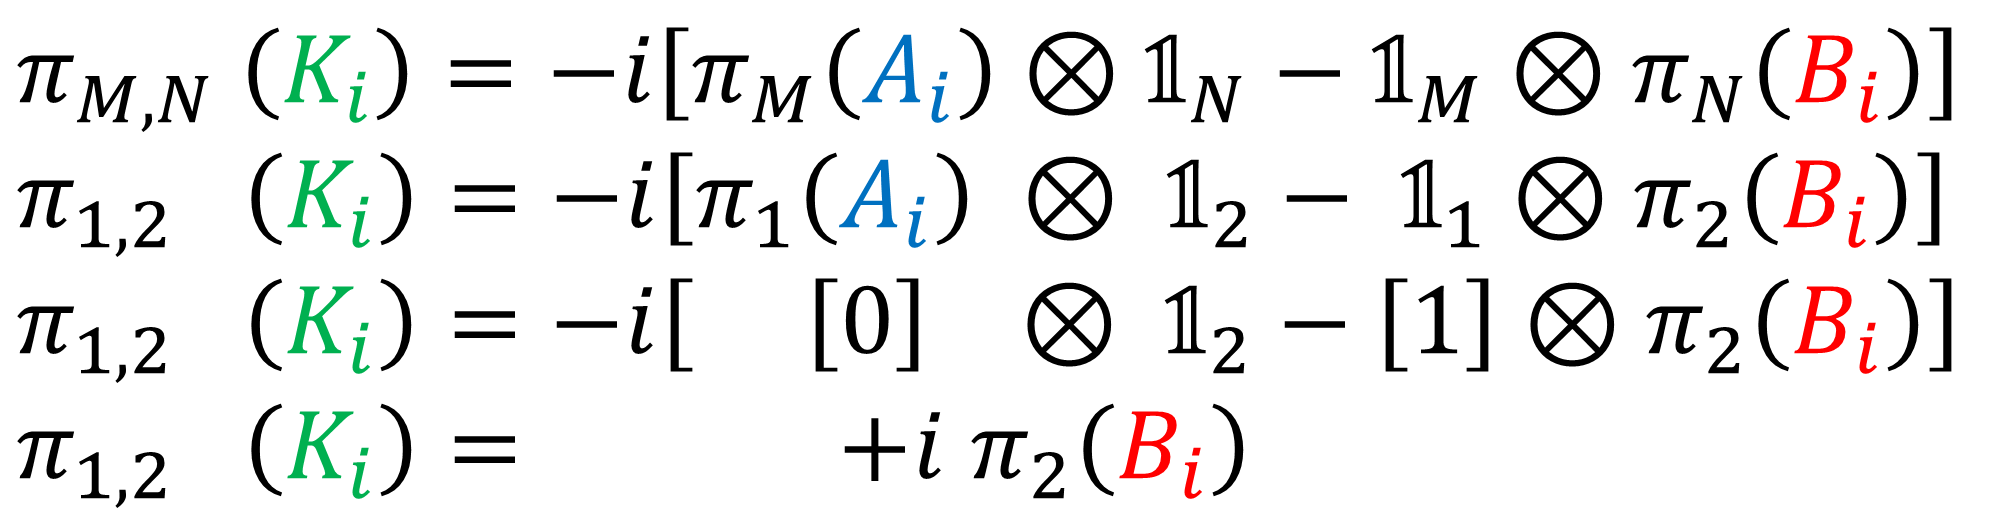 π_{M,N} (K_i) = −i[π_M(A_i) ⊗ 𝟙_N − 𝟙_M ⊗ π_N(B_i)]
π_{1,2} (K_i) = −i[π_1(A_i) ⊗ 𝟙_2 − 𝟙_1 ⊗ π_2(B_i)]
π_{1,2} (K_i) = −i[ [0] ⊗ 𝟙_2 − [1] ⊗ π_2(B_i)]
π_{1,2} (K_i) = +i π_2(B_i)